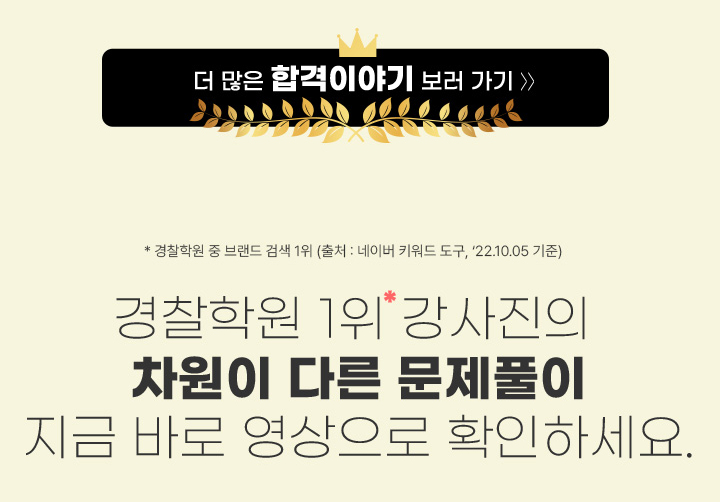 더 많은 합격이야기 보러 가기 》
* 경찰학원 중 브랜드 검색 1위 (출처 : 네이버 키워드 도구, ‘22.10.05 기준)
경찰학원 1위* 강사진의
차원이 다른 문제풀이
지금 바로 영상으로 확인하세요.